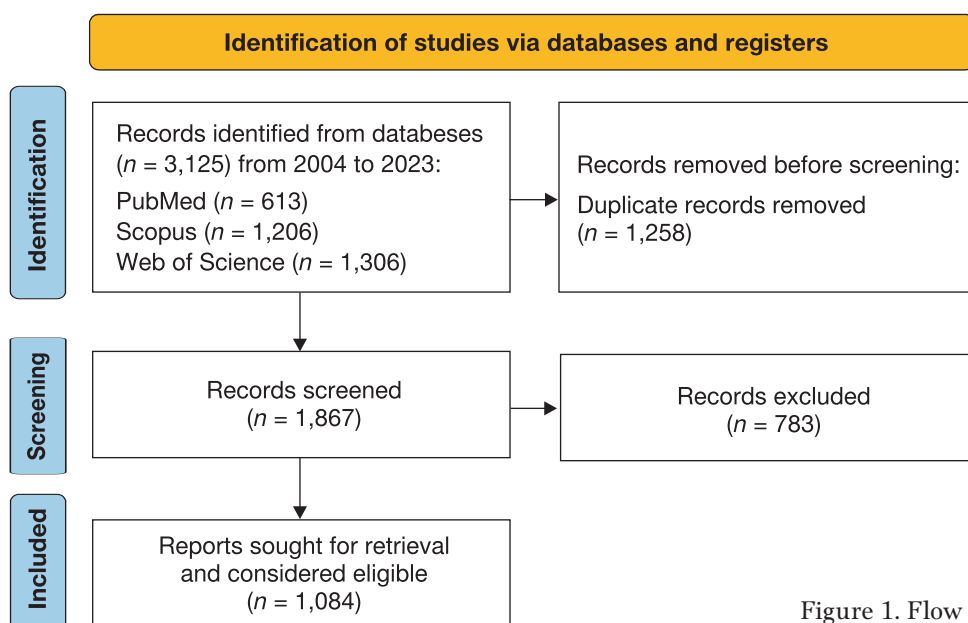 Identification of studies via databases and registers
Identification
Records identified from databeses
(n = 3,125) from 2004 to 2023:
PubMed (n = 613)
Scopus (n = 1,206)
Web of Science (n = 1,306)
Records removed before screening:
Duplicate records removed
(n = 1,258)
Screening
Records screened
(n = 1,867)
Records excluded
(n = 783)
Included
Reports sought for retrieval
and considered eligible
(n = 1,084)
Figure 1. Flow